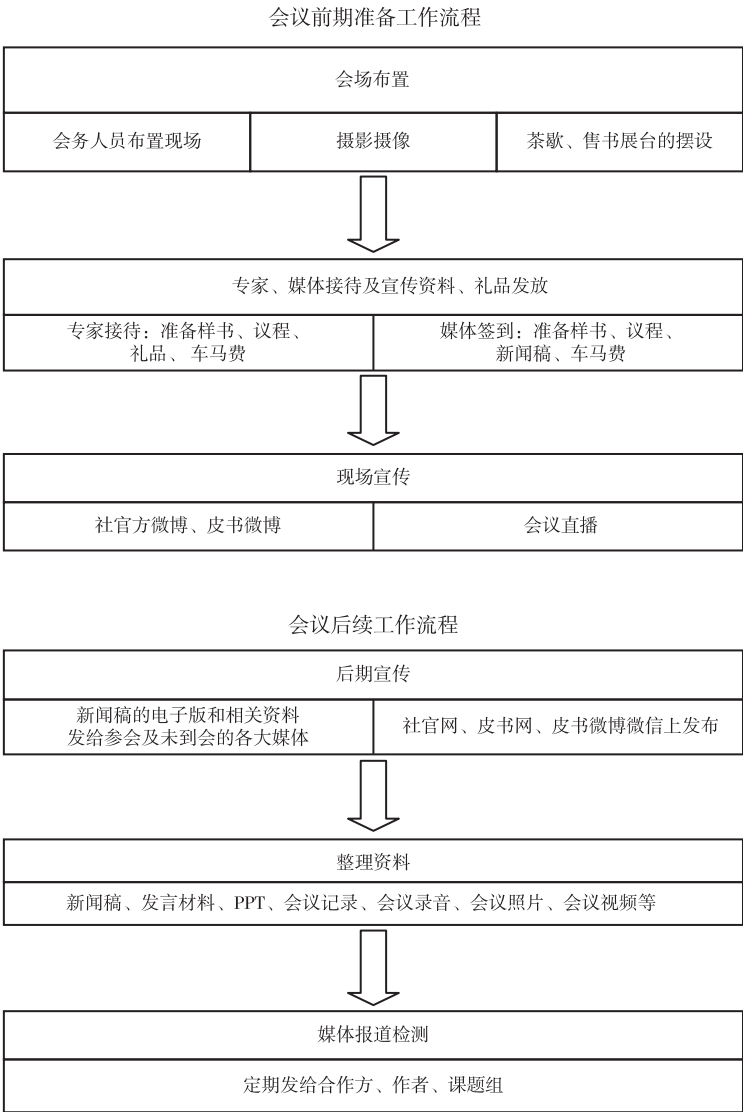 会议前期准备工作流程
会场布置
会务人员布置现场
摄影摄像
茶歇、售书展台的摆设
专家、媒体接待及宣传资料、礼品发放
专家接待：准备样书、议程、
礼品、 车马费
媒体签到：准备样书、议程、
新闻稿、车马费
现场宣传
社官方微博、皮书微博
会议直播
会议后续工作流程
后期宣传
新闻稿的电子版和相关资料
发给参会及未到会的各大媒体
社官网、皮书网、皮书微博微信上发布
整理资料
新闻稿、发言材料、PPT、会议记录、会议录音、会议照片、会议视频等
媒体报道检测
定期发给合作方、作者、课题组